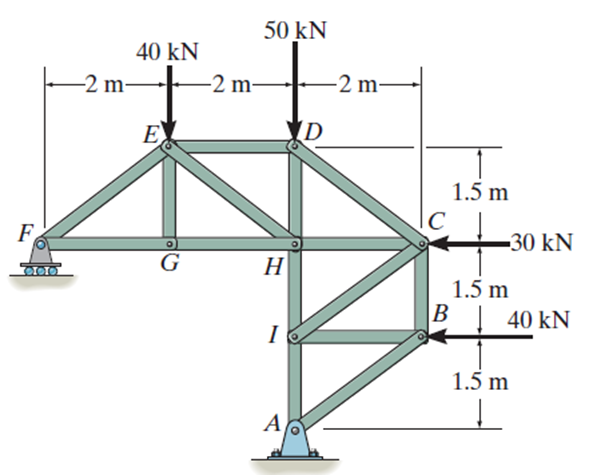 50 kN
40 kN
2 m 2 m 2 m
E D
1.5 m
F C
30 kN
G H
1.5 m
B 40 kN
I
1.5 m
A